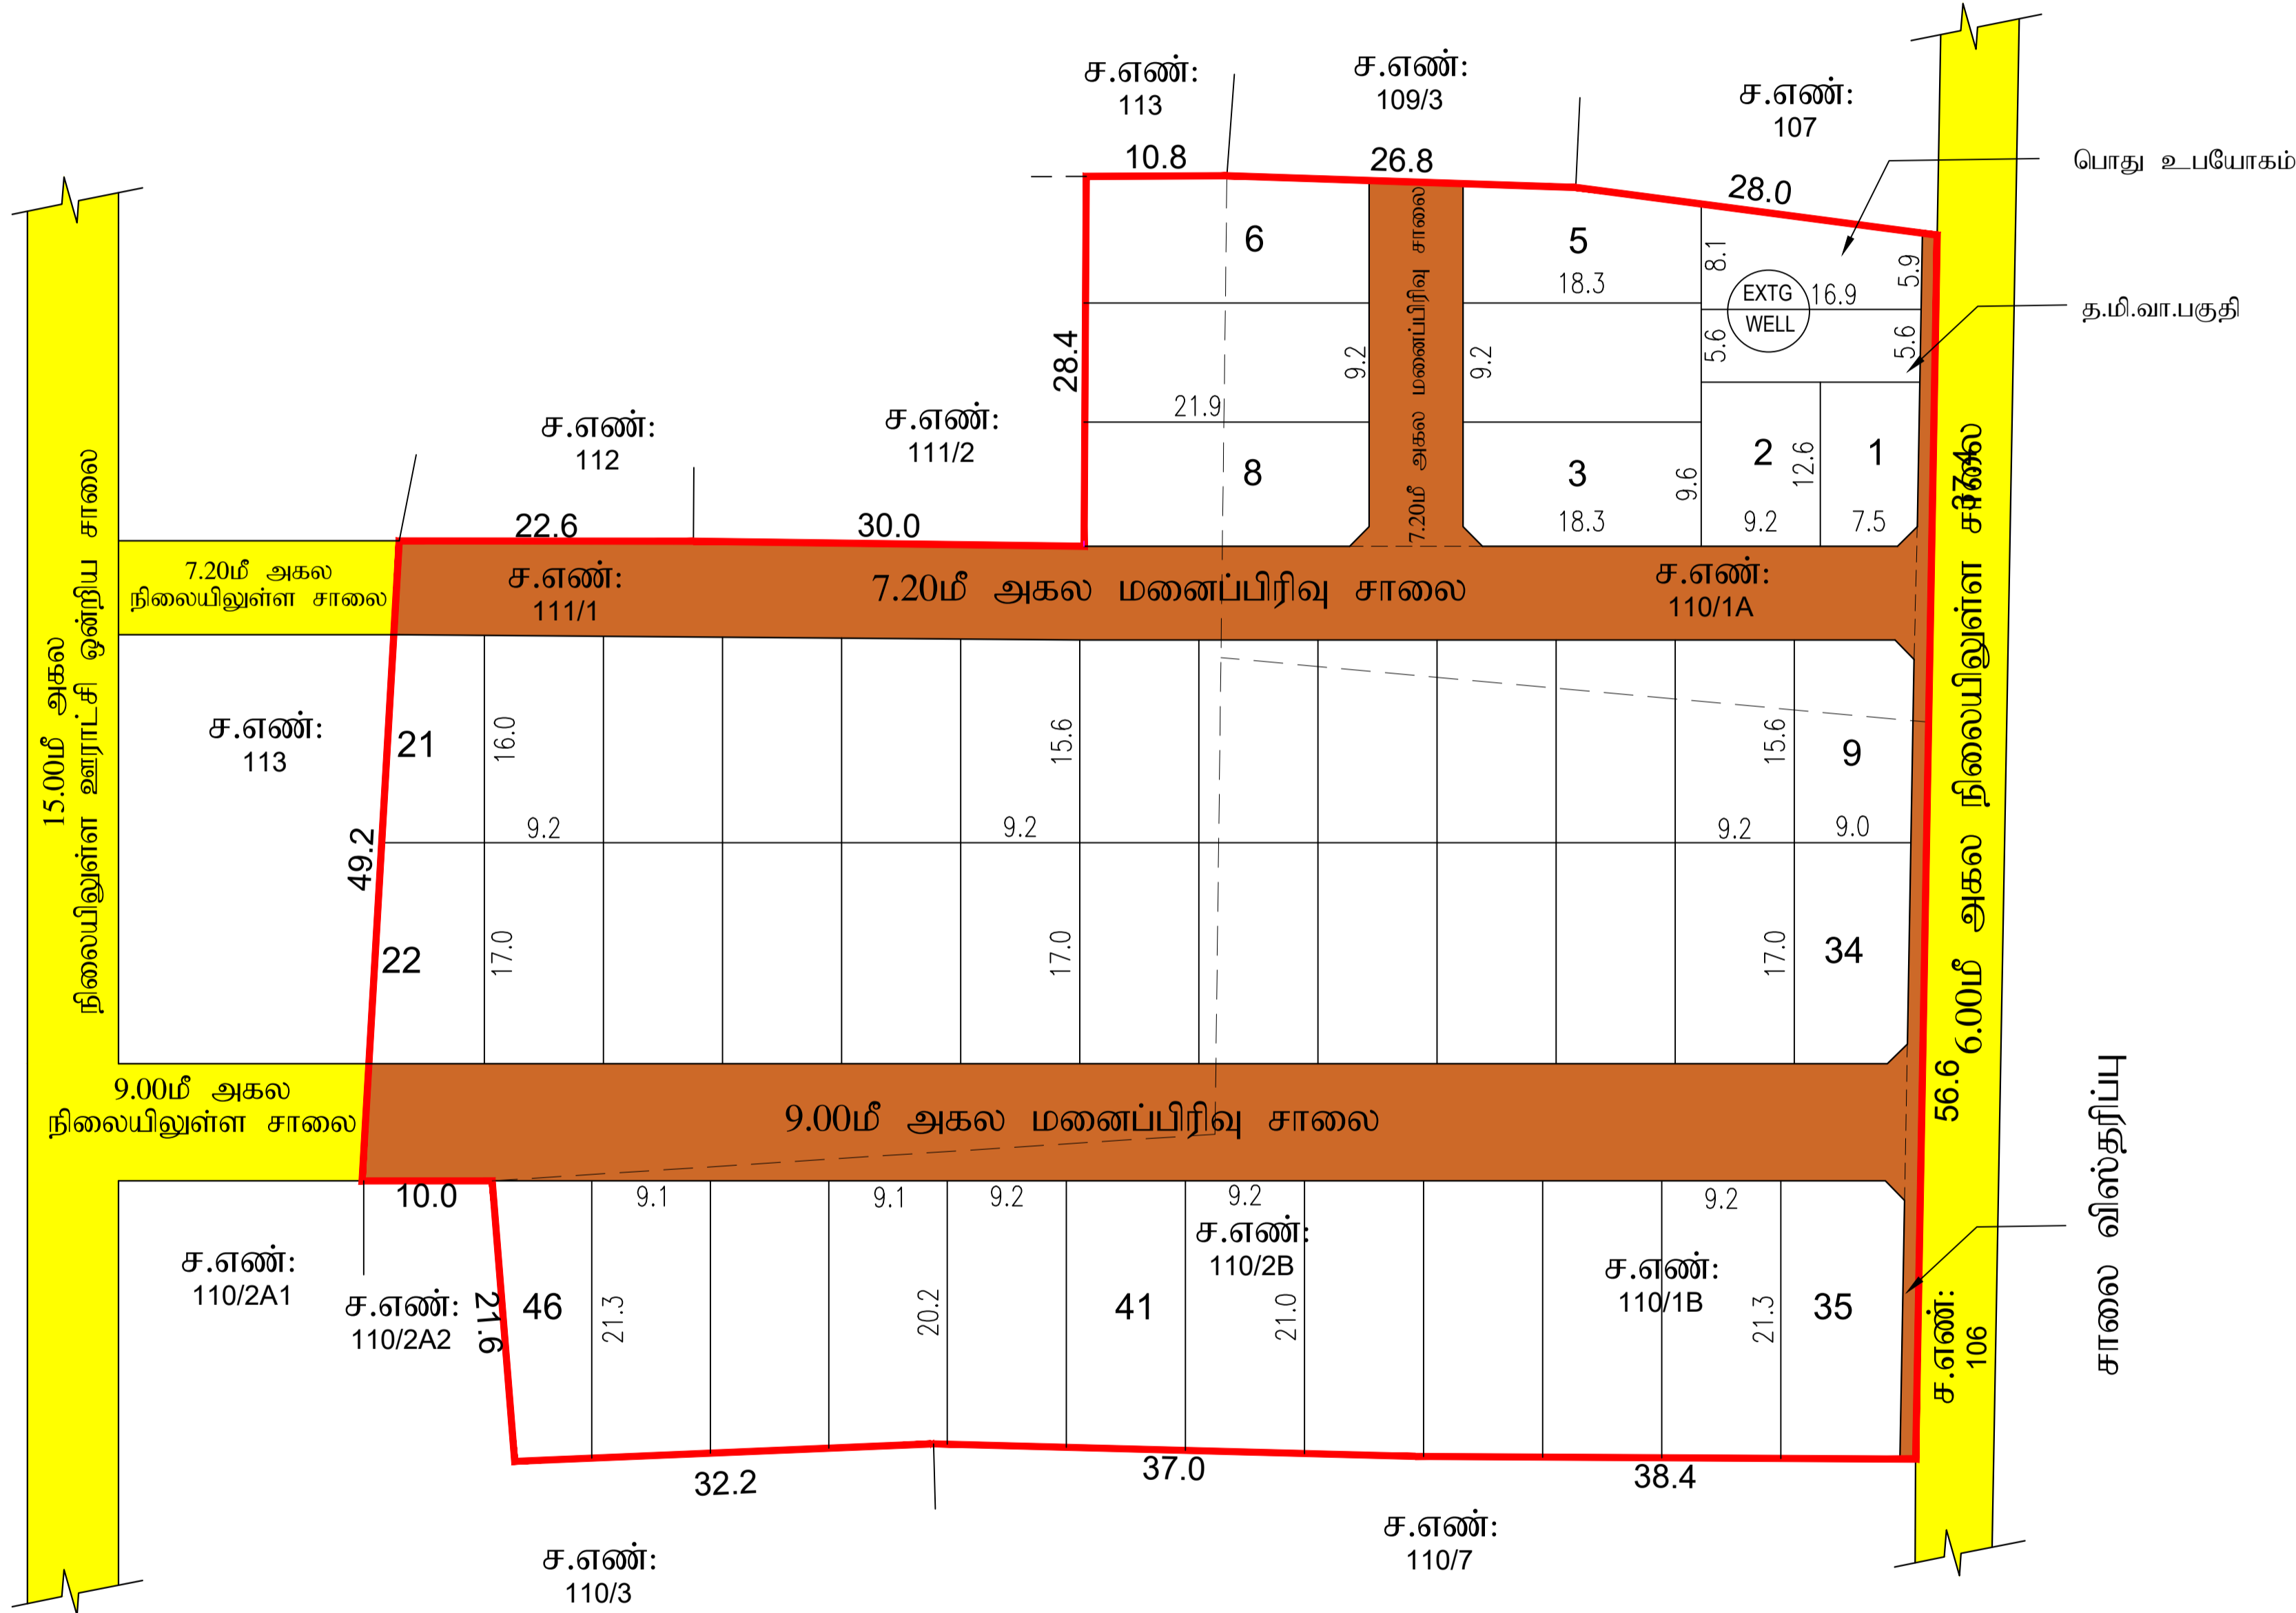 ச.எண்:
113
ச.எண்:
109/3
ச.எண்:
107
10.8
26.8
28.0
பொது உபயோகம்
த.மி.வா.பகுதி
6
5
18.3
8.1
5.9
16.9
EXTG
WELL
5.6
5.6
28.4
9.2
9.2
7.20மீ அகல மனைப்பிரிவு சாலை
21.9
8
3
18.3
9.6
2
12.6
1
9.2
7.5
37.4
ச.எண்:
112
ச.எண்:
111/2
22.6
30.0
15.00மீ அகல
நிலையிலுள்ள ஊராட்சி ஒன்றிய சாலை
7.20மீ அகல
நிலையிலுள்ள சாலை
ச.எண்:
111/1
7.20மீ அகல மனைப்பிரிவு சாலை
ச.எண்:
110/1A
6.00மீ அகல நிலையிலுள்ள சாலை
ச.எண்:
113
21
16.0
15.6
15.6
9
9.2
9.2
9.2
9.0
49.2
22
17.0
17.0
17.0
34
9.00மீ அகல
நிலையிலுள்ள சாலை
9.00மீ அகல மனைப்பிரிவு சாலை
56.6
சாலை விஸ்தரிப்பு
10.0
9.1
9.1
9.2
9.2
9.2
ச.எண்:
110/2A1
ச.எண்:
110/2A2
21.6
46
21.3
20.2
41
ச.எண்:
110/2B
21.0
ச.எண்:
110/1B
21.3
35
ச.எண்:
106
32.2
37.0
38.4
ச.எண்:
110/3
ச.எண்:
110/7